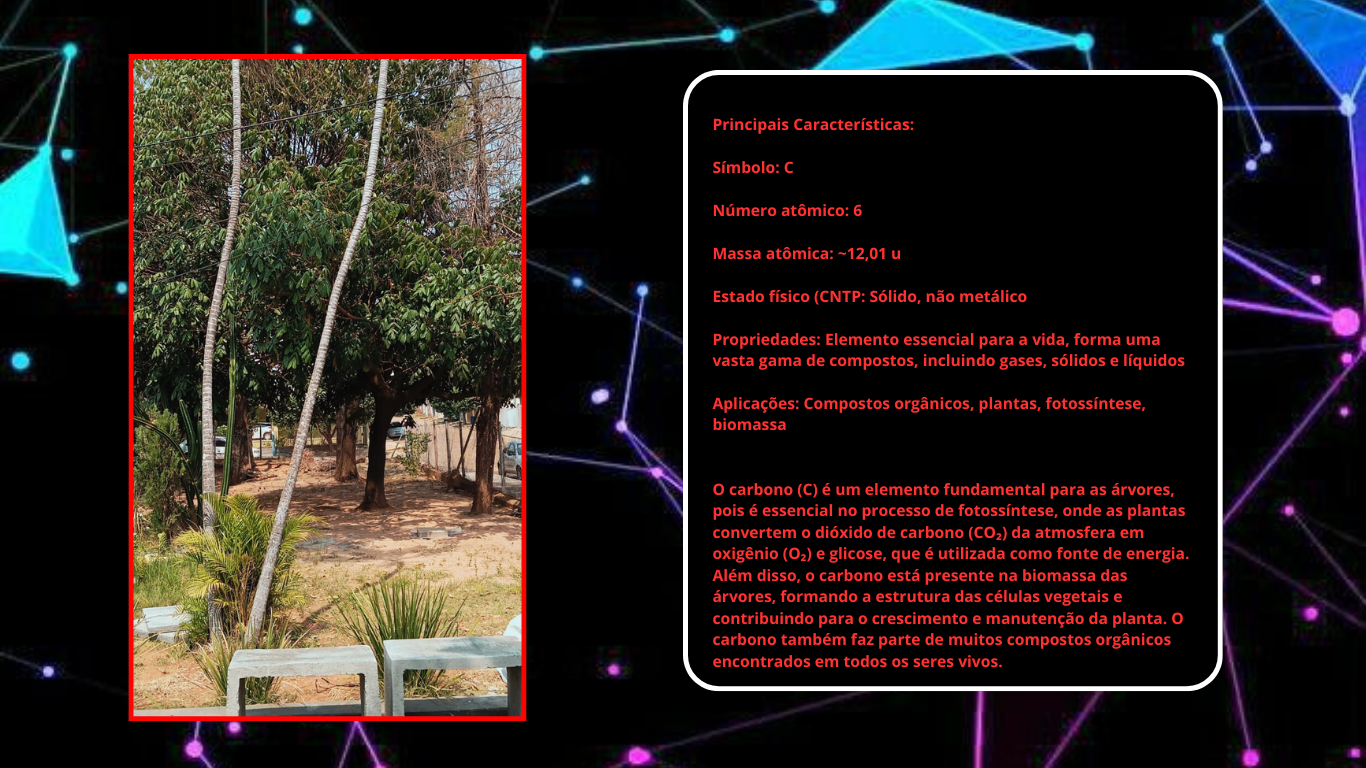 Principais Características:
Símbolo: C
Número atômico: 6
Massa atômica: ~12,01 u
Estado físico (CNTP: Sólido, não metálico
Propriedades: Elemento essencial para a vida, forma uma
vasta gama de compostos, incluindo gases, sólidos e líquidos
Aplicações: Compostos orgânicos, plantas, fotossíntese,
biomassa
O carbono (C) é um elemento fundamental para as árvores,
pois é essencial no processo de fotossíntese, onde as plantas
convertem o dióxido de carbono (CO₂) da atmosfera em
oxigênio (O₂) e glicose, que é utilizada como fonte de energia.
Além disso, o carbono está presente na biomassa das
árvores, formando a estrutura das células vegetais e
contribuindo para o crescimento e manutenção da planta. O
carbono também faz parte de muitos compostos orgânicos
encontrados em todos os seres vivos.